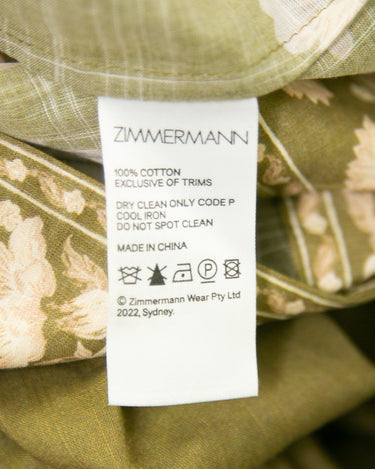 ZIMMERMANN
100% COTTON
EXCLUSIVE OF TRIMS
DRY CLEAN ONLY CODE P
COOL IRON
DO NOT SPOT CLEAN
MADE IN CHINA
P
© Zimmermann Wear Pty Ltd
2022, Sydney.